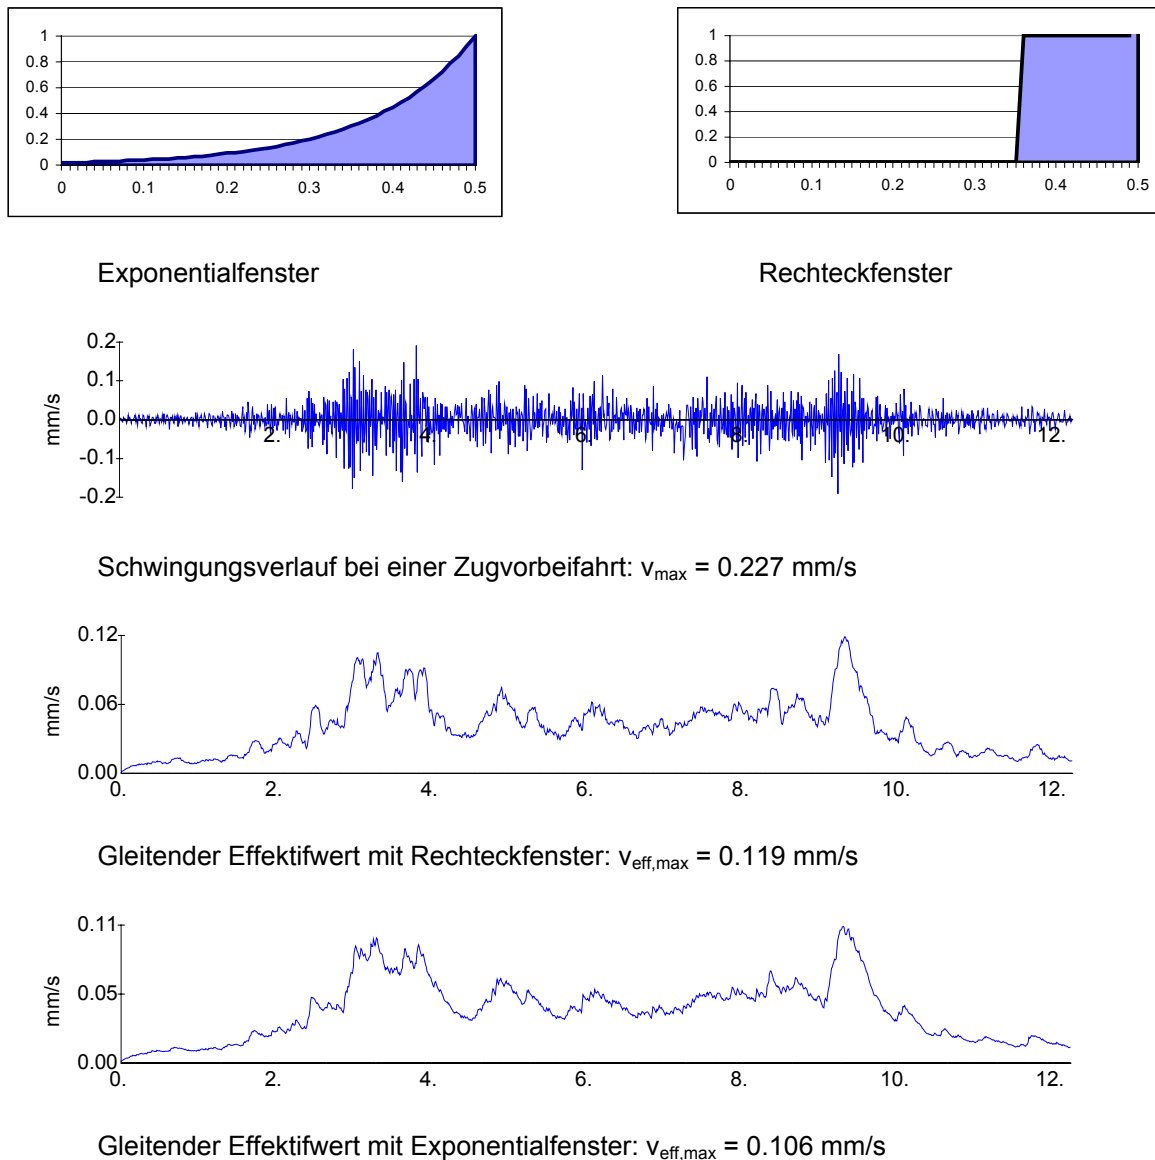 1
0.8
0.6
0.4
0.2
0
0 0.1 0.2 0.3 0.4 0.5
1
0.8
0.6
0.4
0.2
0
0 0.1 0.2 0.3 0.4 0.5
Exponentialfenster
Rechteckfenster
0.2
0.1
0.0
-0.1
-0.2
mm/s
2. 4. 6. 8. 10. 12.
Schwingungsverlauf bei einer Zugvorbeifahrt: vmax = 0.227 mm/s
0.12
0.06
0.00
mm/s
0. 2. 4. 6. 8. 10. 12.
Gleitender Effektifwert mit Rechteckfenster: veff,max = 0.119 mm/s
0.11
0.05
0.00
mm/s
0. 2. 4. 6. 8. 10. 12.
Gleitender Effektifwert mit Exponentialfenster: veff,max = 0.106 mm/s